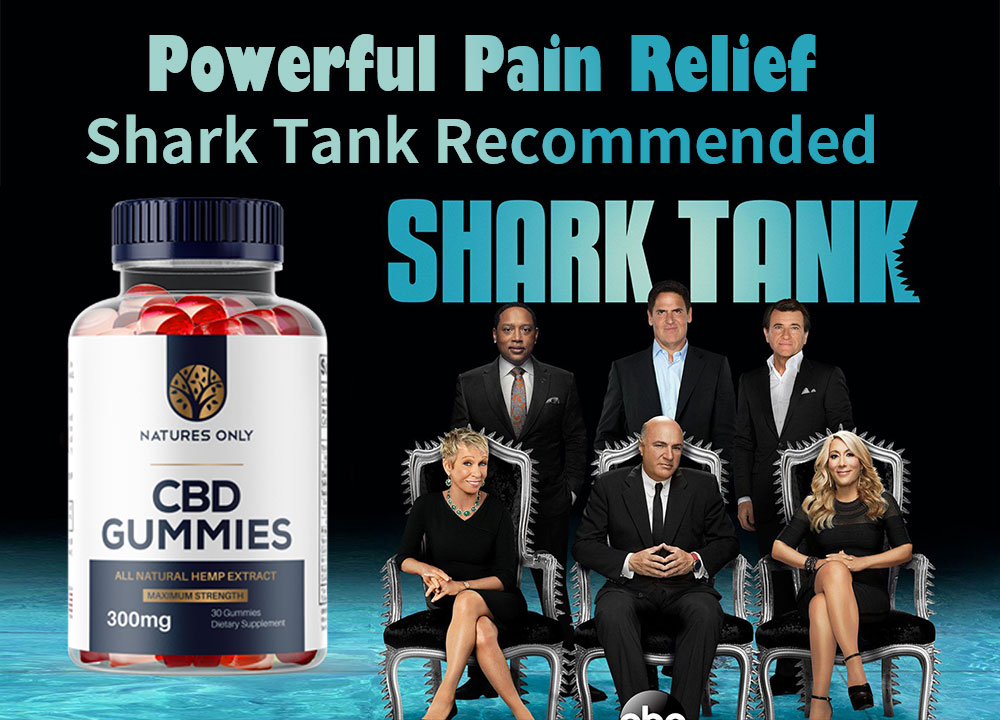 Powerful Pain Relief
Shark Tank Recommended
SHARK TANK
NATURES ONLY
CBD
GUMMIES
ALL NATURAL HEMP EXTRACT
MAXIMUM STRENGTH
300mg
30 Gummies
Dietary Supplement
abc